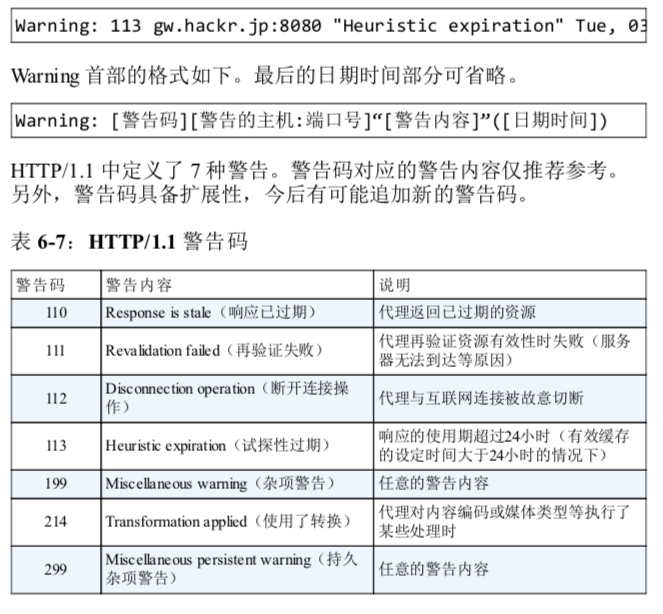 Warning: 113 gw.hackr.jp:8080 "Heuristic expiration" Tue, 03
Warning 首部的格式如下。最后的日期时间部分可省略。
Warning: [警告码][警告的主机:端口号]“[警告内容]”([日期时间])
HTTP/1.1 中定义了 7 种警告。警告码对应的警告内容仅推荐参考。
另外，警告码具备扩展性，今后有可能追加新的警告码。
表 6-7：HTTP/1.1 警告码
警告码 警告内容 说明
110 Response is stale（响应已过期） 代理返回已过期的资源
111 Revalidation failed（再验证失败） 代理再验证资源有效性时失败（服务
器无法到达等原因）
112 Disconnection operation（断开连接操
作） 代理与互联网连接被故意切断
113 Heuristic expiration（试探性过期） 响应的使用期超过24小时（有效缓存
的设定时间大于24小时的情况下）
199 Miscellaneous warning（杂项警告） 任意的警告内容
214 Transformation applied（使用了转换） 代理对内容编码或媒体类型等执行了
某些处理时
299 Miscellaneous persistent warning（持久
杂项警告） 任意的警告内容